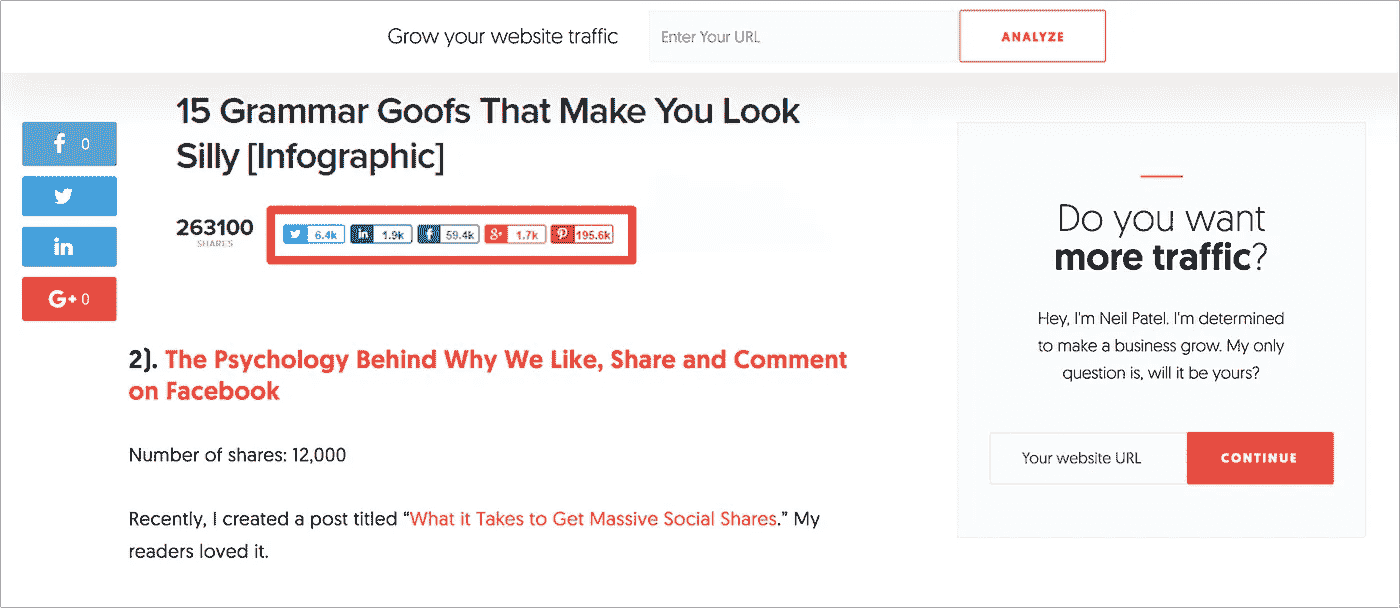 Grow your website traffic
Enter Your URL
ANALYZE
f 0
in
G+ 0
15 Grammar Goofs That Make You Look
Silly [Infographic]
263100
SHARES
6.4k
in 1.9k
f 59.4k
g+ 1.7k
195.6k
2). The Psychology Behind Why We Like, Share and Comment
on Facebook
Number of shares: 12,000
Recently, I created a post titled “What it Takes to Get Massive Social Shares.” My
readers loved it.
Do you want
more traffic?
Hey, I'm Neil Patel. I'm determined
to make a business grow. My only
question is, will it be yours?
Your website URL
CONTINUE